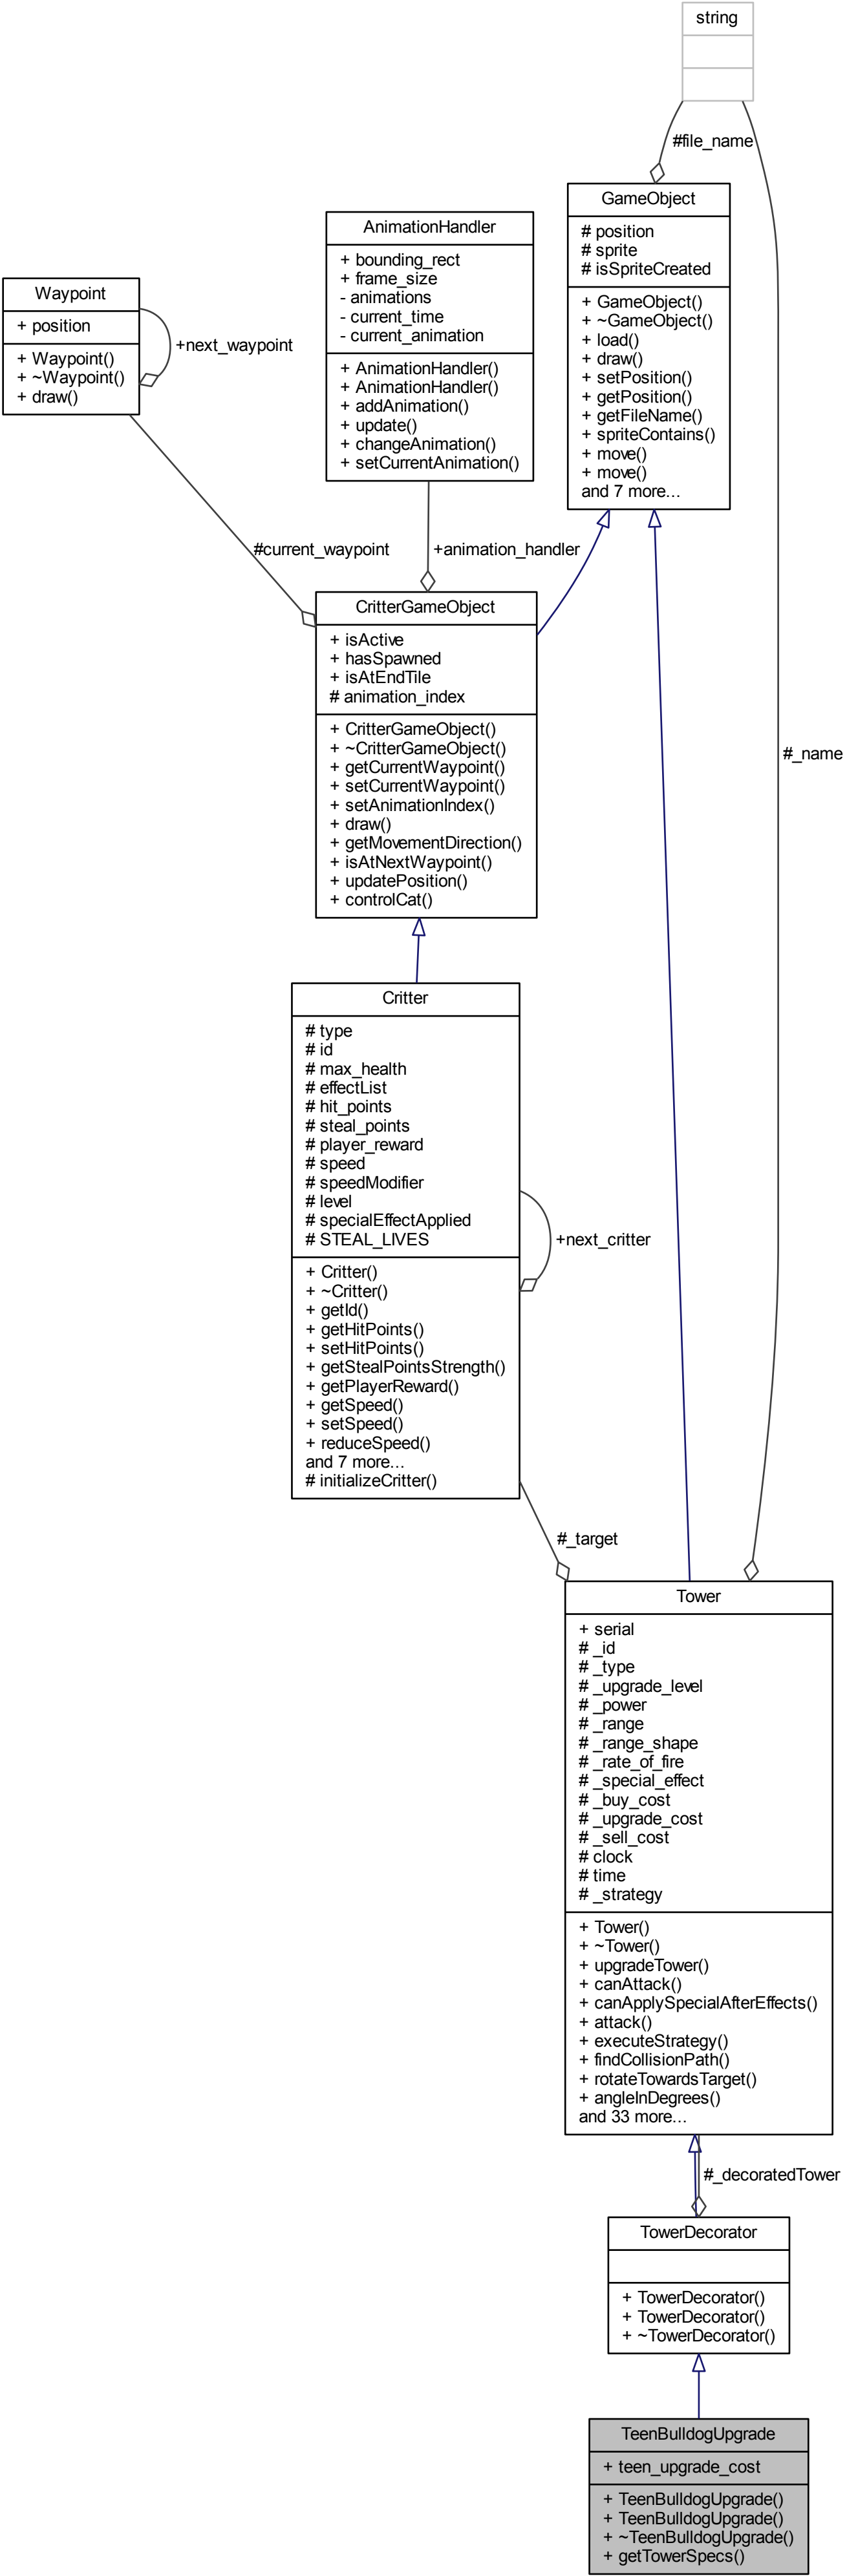 string
#file_name
GameObject
# position
# sprite
# isSpriteCreated
+ GameObject()
+ ~GameObject()
+ load()
+ draw()
+ setPosition()
+ getPosition()
+ getFileName()
+ spriteContains()
+ move()
+ move()
and 7 more...
AnimationHandler
+ bounding_rect
+ frame_size
- animations
- current_time
- current_animation
+ AnimationHandler()
+ AnimationHandler()
+ addAnimation()
+ update()
+ changeAnimation()
+ setCurrentAnimation()
Waypoint
+ position
+ Waypoint()
+ ~Waypoint()
+ draw()
+next_waypoint
#current_waypoint
+animation_handler
CritterGameObject
+ isActive
+ hasSpawned
+ isAtEndTile
# animation_index
+ CritterGameObject()
+ ~CritterGameObject()
+ getCurrentWaypoint()
+ setCurrentWaypoint()
+ setAnimationIndex()
+ draw()
+ getMovementDirection()
+ isAtNextWaypoint()
+ updatePosition()
+ controlCat()
#_name
Critter
# type
# id
# max_health
# effectList
# hit_points
# steal_points
# player_reward
# speed
# speedModifier
# level
# specialEffectApplied
# STEAL_LIVES
+ Critter()
+ ~Critter()
+ getId()
+ getHitPoints()
+ setHitPoints()
+ getStealPointsStrength()
+ getPlayerReward()
+ getSpeed()
+ setSpeed()
+ reduceSpeed()
and 7 more...
# initializeCritter()
+next_critter
#_target
Tower
+ serial
# _id
# _type
# _upgrade_level
# _power
# _range
# _range_shape
# _rate_of_fire
# _special_effect
# _buy_cost
# _upgrade_cost
# _sell_cost
# clock
# time
# _strategy
+ Tower()
+ ~Tower()
+ upgradeTower()
+ canAttack()
+ canApplySpecialAfterEffects()
+ attack()
+ executeStrategy()
+ findCollisionPath()
+ rotateTowardsTarget()
+ angleInDegrees()
and 33 more...
#_decoratedTower
TowerDecorator
+ TowerDecorator()
+ TowerDecorator()
+ ~TowerDecorator()
TeenBulldogUpgrade
+ teen_upgrade_cost
+ TeenBulldogUpgrade()
+ TeenBulldogUpgrade()
+ ~TeenBulldogUpgrade()
+ getTowerSpecs()